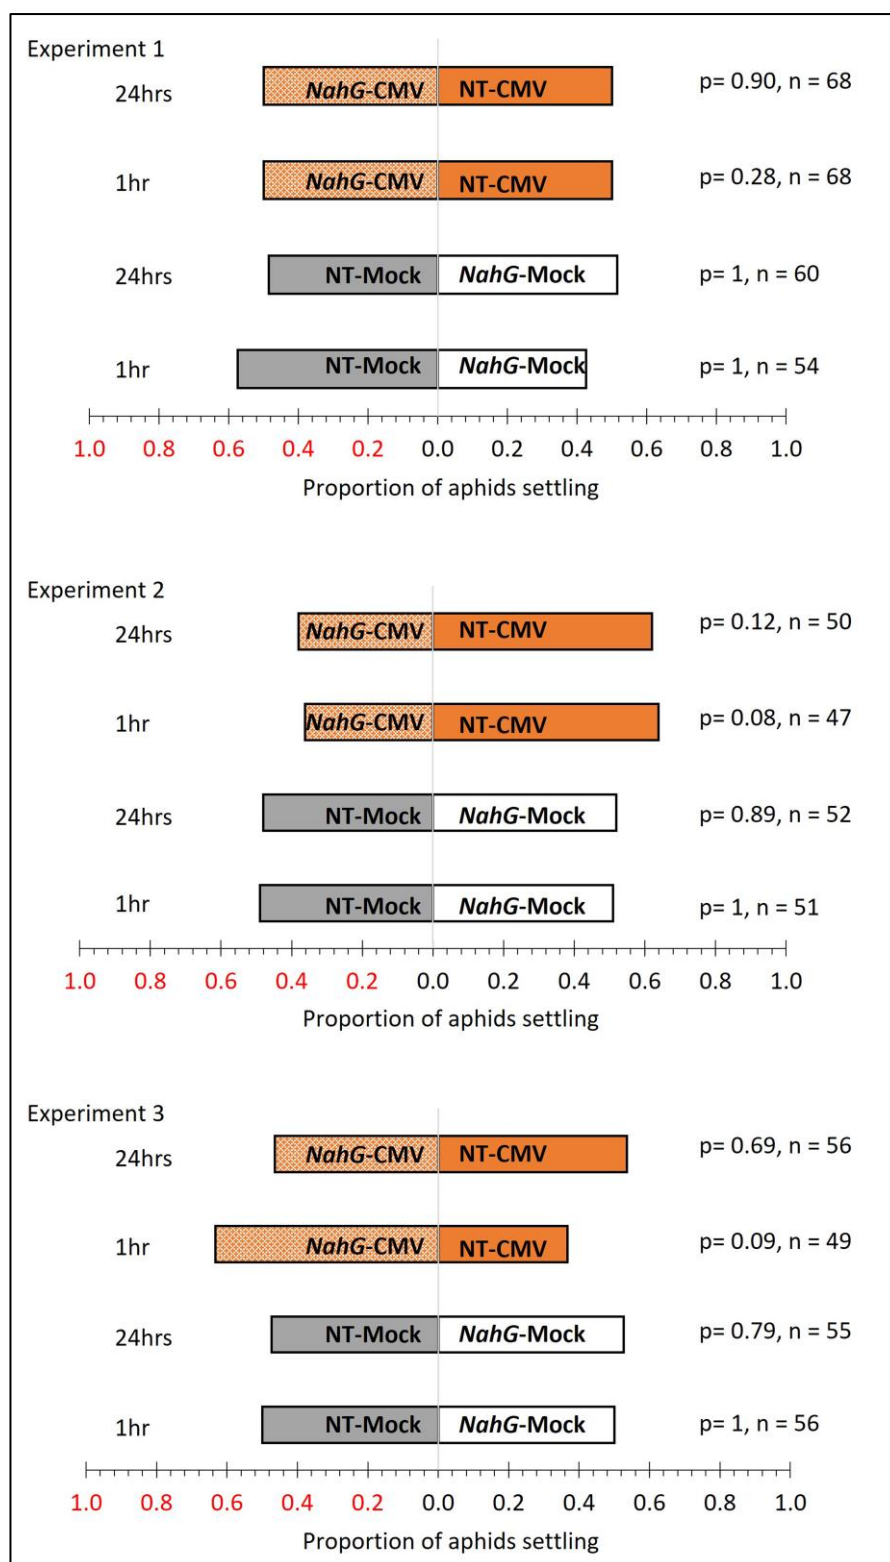 Experiment 1
24hrs NahG-CMV NT-CMV p= 0.90, n = 68
1hr NahG-CMV NT-CMV p= 0.28, n = 68
24hrs NT-Mock NahG-Mock p= 1, n = 60
1hr NT-Mock NahG-Mock p= 1, n = 54
1.0 0.8 0.6 0.4 0.2 0.0 0.2 0.4 0.6 0.8 1.0
Proportion of aphids settling
Experiment 2
24hrs NahG-CMV NT-CMV p= 0.12, n = 50
1hr NahG-CMV NT-CMV p= 0.08, n = 47
24hrs NT-Mock NahG-Mock p= 0.89, n = 52
1hr NT-Mock NahG-Mock p= 1, n = 51
1.0 0.8 0.6 0.4 0.2 0.0 0.2 0.4 0.6 0.8 1.0
Proportion of aphids settling
Experiment 3
24hrs NahG-CMV NT-CMV p= 0.69, n = 56
1hr NahG-CMV NT-CMV p= 0.09, n = 49
24hrs NT-Mock NahG-Mock p= 0.79, n = 55
1hr NT-Mock NahG-Mock p= 1, n = 56
1.0 0.8 0.6 0.4 0.2 0.0 0.2 0.4 0.6 0.8 1.0
Proportion of aphids settling